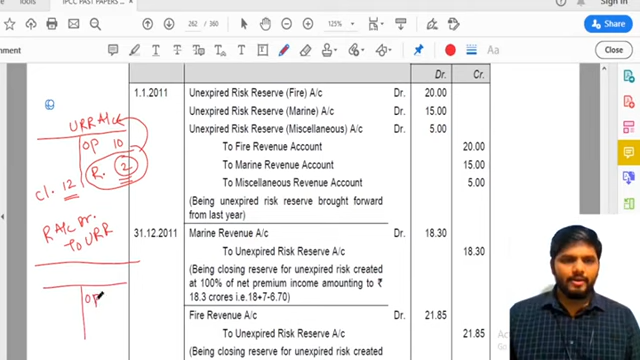 IPCC PAST PAPERS ...
Sign in
262 / 360
125%
Share
omment
Aa
Close
Dr.
Cr.
1.1.2011 Unexpired Risk Reserve (Fire) A/c Dr. 20.00
Unexpired Risk Reserve (Marine) A/c Dr. 15.00
Unexpired Risk Reserve (Miscellaneous) A/c Dr. 5.00
To Fire Revenue Account 20.00
To Marine Revenue Account 15.00
To Miscellaneous Revenue Account 5.00
(Being unexpired risk reserve brought forward
from last year)
31.12.2011 Marine Revenue A/c Dr. 18.30
To Unexpired Risk Reserve A/c 18.30
(Being closing reserve for unexpired risk created
at 100% of net premium income amounting to ₹
18.3 crores i.e.18+7-6.70)
Fire Revenue A/c Dr. 21.85
To Unexpired Risk Reserve A/c 21.85
(Being closing reserve for unexpired risk created
URR A/c
OP 10
R. 2
Cl. 12
R A/c Dr.
To URR
OP